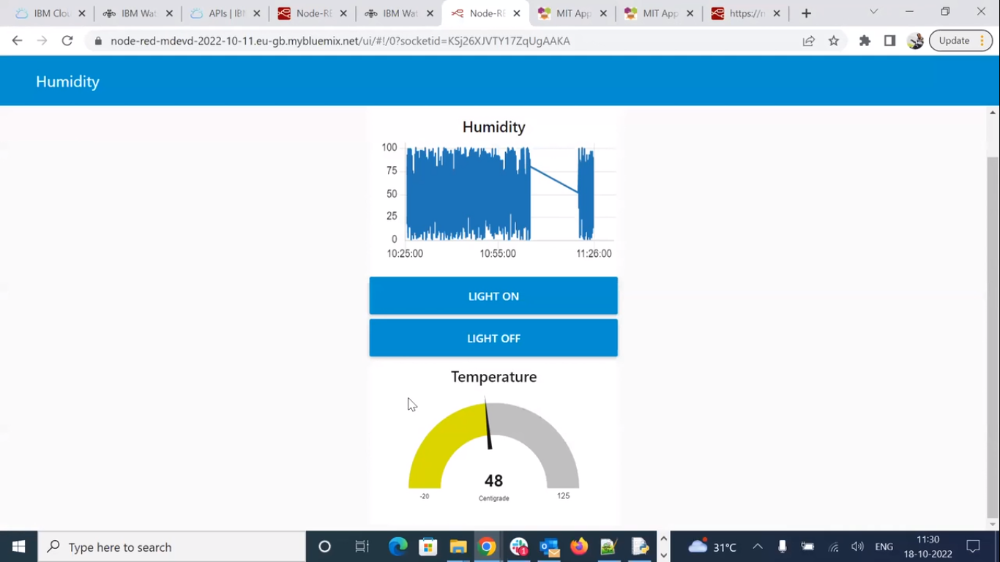 IBM Clou
IBM Wat
APIs | IBM
Node-RE
IBM Wat
Node-RE
MIT App
MIT App
https://n
node-red-mdevd-2022-10-11.eu-gb.mybluemix.net/ui/#!/0?socketid=KSj26XJVTY17ZqUgAAKA
Update
Humidity
Humidity
100
75
50
25
0
10:25:00 10:55:00 11:26:00
LIGHT ON
LIGHT OFF
Temperature
48
-20 Centigrade 125
Type here to search
31°C
ENG
11:30
18-10-2022